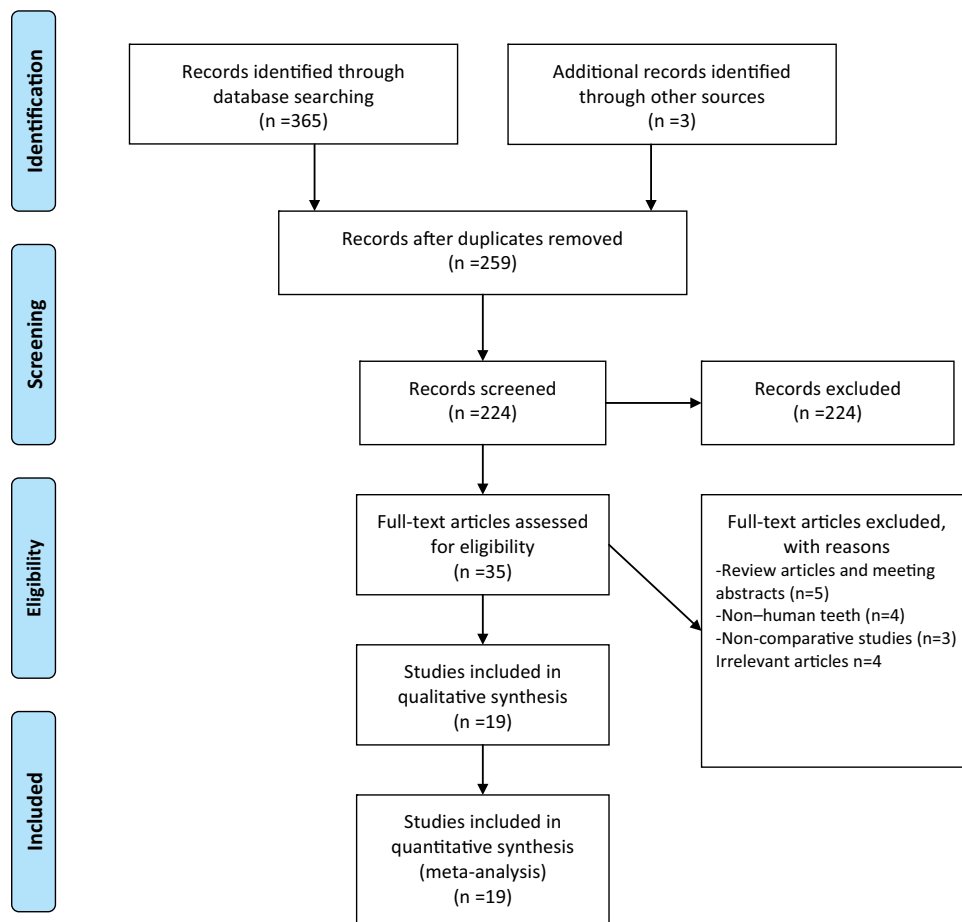 Identification
Records identified through
database searching
(n =365)
Additional records identified
through other sources
(n =3)
Records after duplicates removed
(n =259)
Screening
Records screened
(n =224)
Records excluded
(n =224)
Eligibility
Full-text articles assessed
for eligibility
(n =35)
Full-text articles excluded,
with reasons
-Review articles and meeting
abstracts (n=5)
-Non–human teeth (n=4)
-Non-comparative studies (n=3)
Irrelevant articles n=4
Studies included in
qualitative synthesis
(n =19)
Included
Studies included in
quantitative synthesis
(meta-analysis)
(n =19)